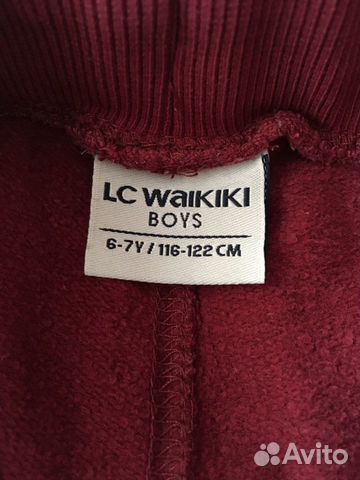 LC WAIKIKI
BOYS
6-7Y / 116-122 CM
Avito